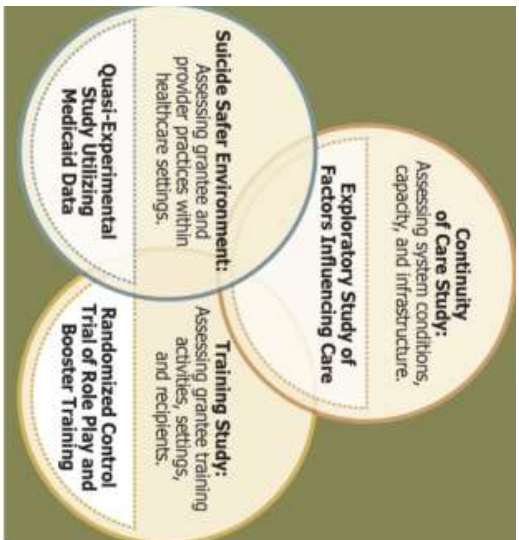 Continuity
of Care Study:
Assessing system conditions,
capacity, and infrastructure.
Exploratory Study of
Factors Influencing Care
Suicide Safer Environment:
Assessing grantee and
provider practices within
healthcare settings.
Quasi-Experimental
Study Utilizing
Medicaid Data
Training Study:
Assessing grantee training
activities, settings,
and recipients.
Randomized Control
Trial of Role Play and
Booster Training